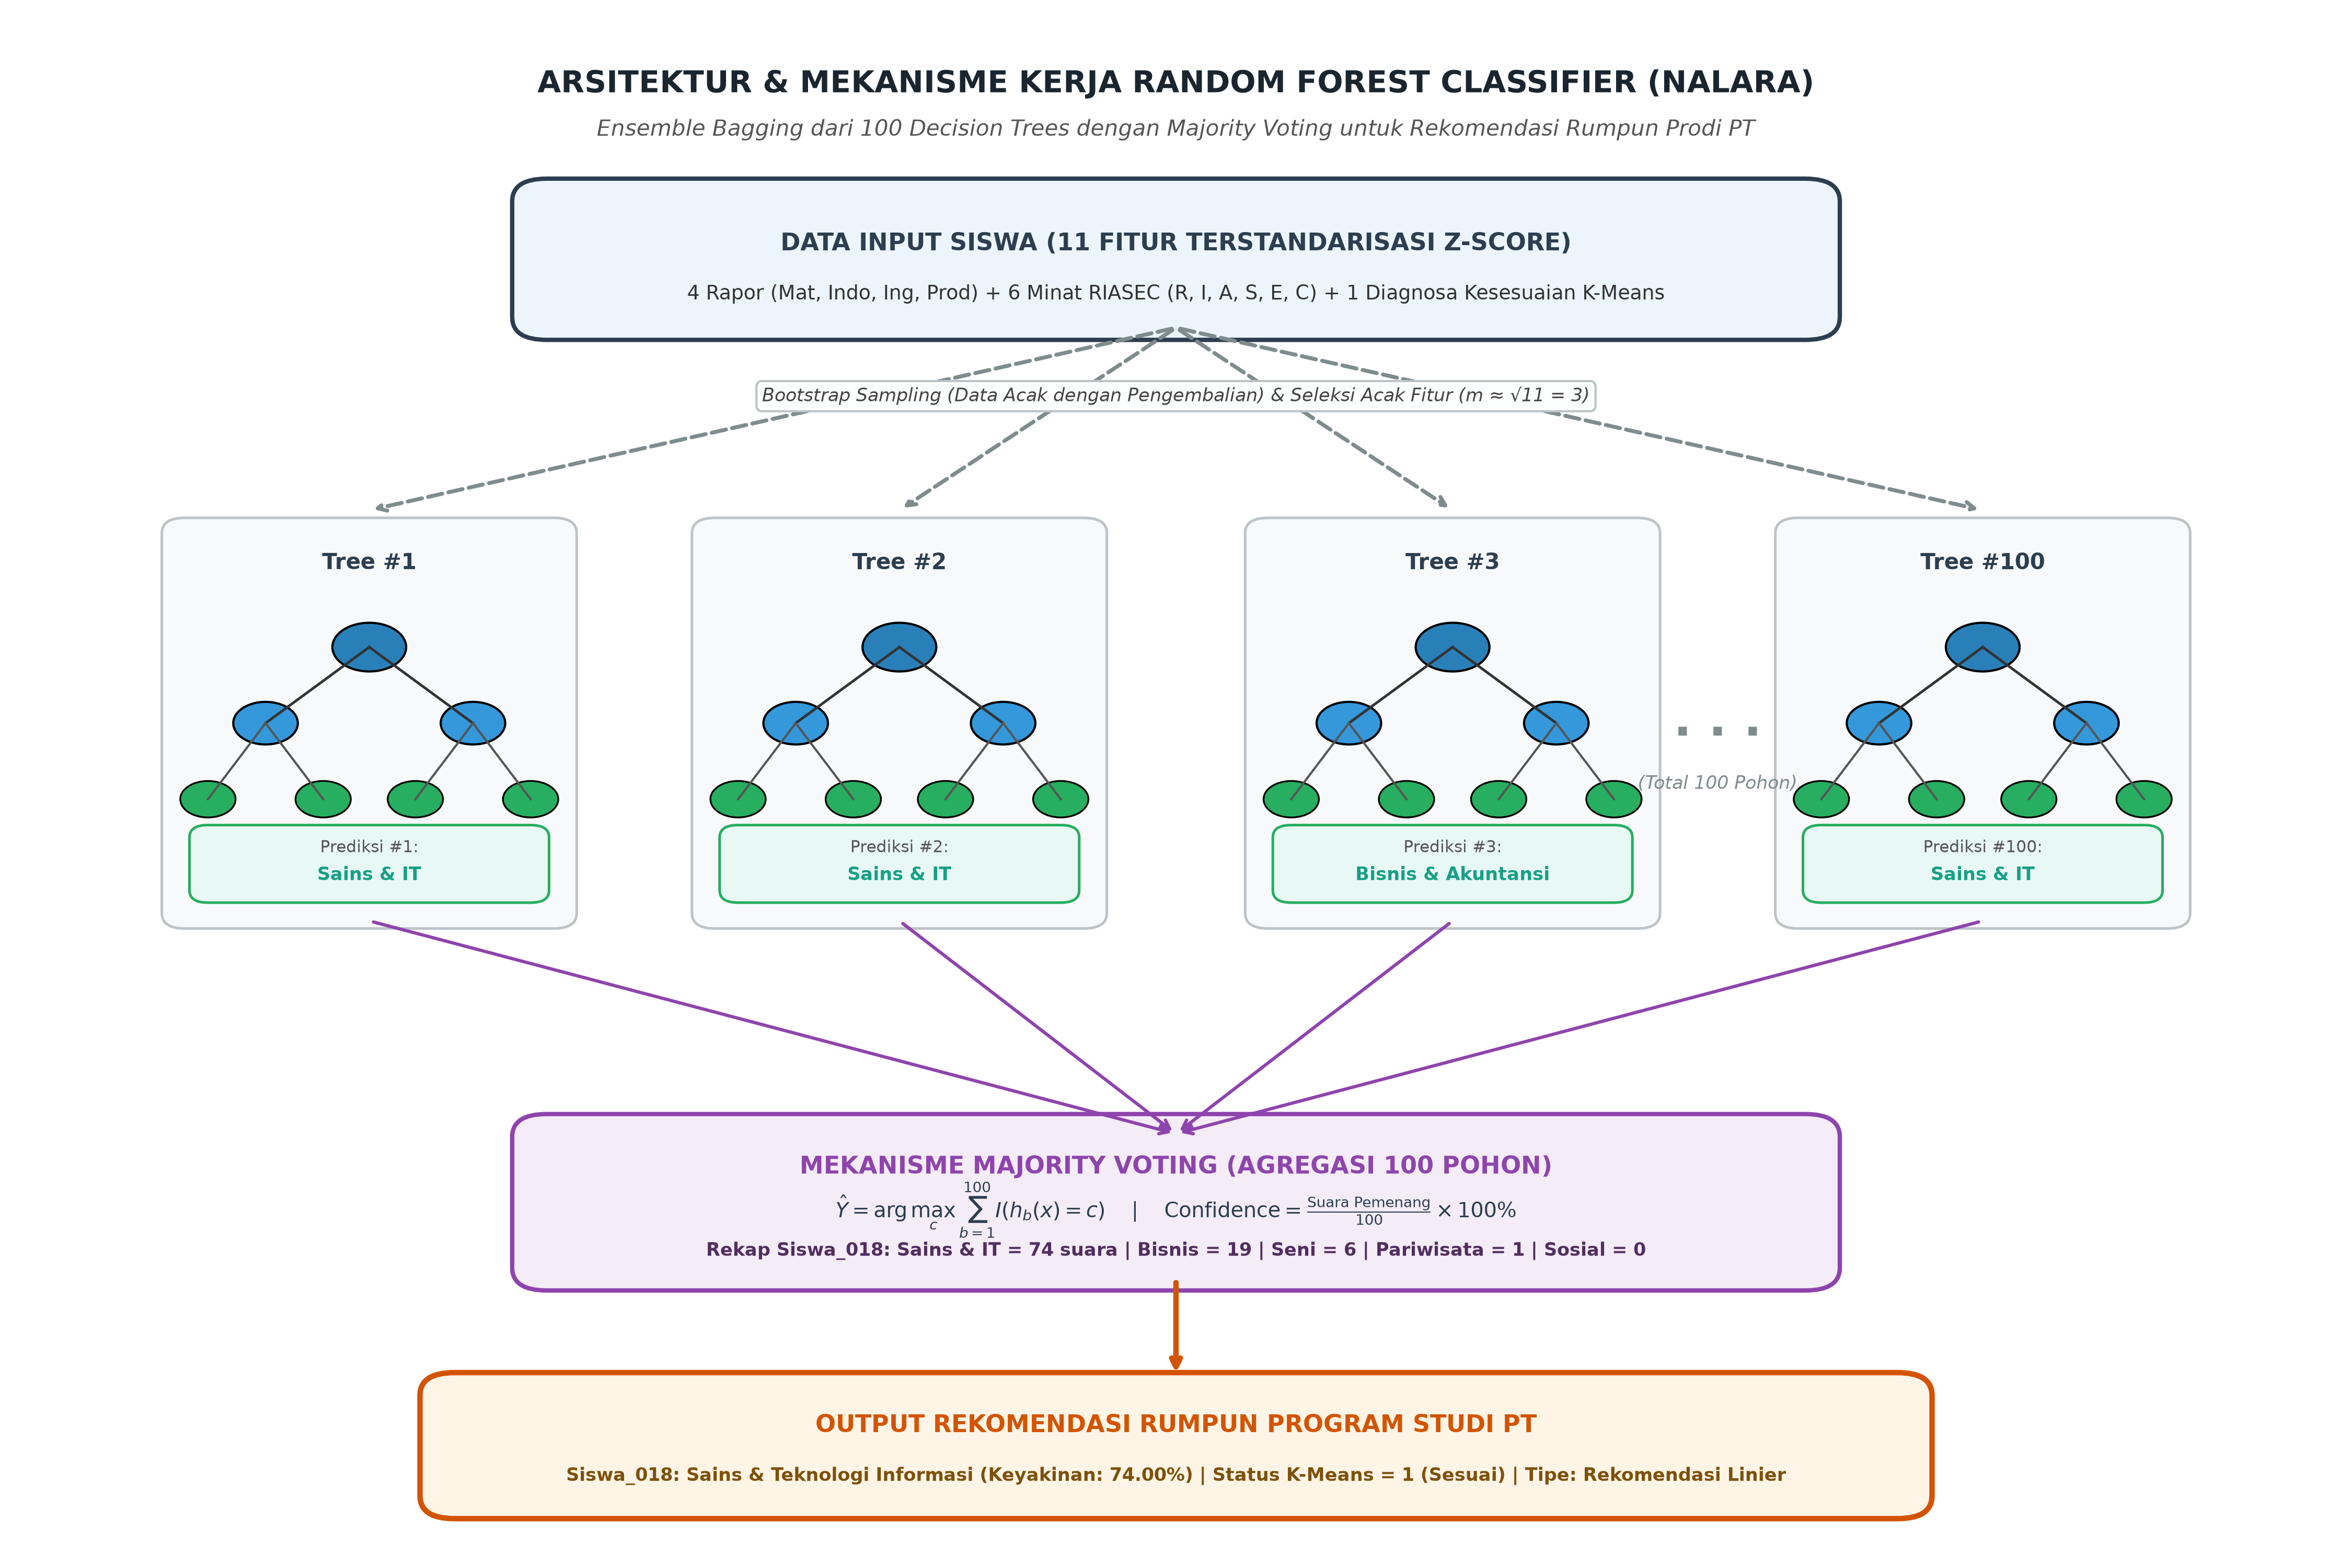 ARSITEKTUR & MEKANISME KERJA RANDOM FOREST CLASSIFIER (NALARA)
Ensemble Bagging dari 100 Decision Trees dengan Majority Voting untuk Rekomendasi Rumpun Prodi PT
DATA INPUT SISWA (11 FITUR TERSTANDARISASI Z-SCORE)
4 Rapor (Mat, Indo, Ing, Prod) + 6 Minat RIASEC (R, I, A, S, E, C) + 1 Diagnosa Kesesuaian K-Means
Bootstrap Sampling (Data Acak dengan Pengembalian) & Seleksi Acak Fitur (m ≈ √11 = 3)
Tree #1
Prediksi #1:
Sains & IT
Tree #2
Prediksi #2:
Sains & IT
Tree #3
Prediksi #3:
Bisnis & Akuntansi
. . .
(Total 100 Pohon)
Tree #100
Prediksi #100:
Sains & IT
MEKANISME MAJORITY VOTING (AGREGASI 100 POHON)
Ŷ = arg max_c ∑_{b=1}^{100} I(h_b(x) = c) | Confidence = Suara Pemenang/100 × 100%
Rekap Siswa_018: Sains & IT = 74 suara | Bisnis = 19 | Seni = 6 | Pariwisata = 1 | Sosial = 0
OUTPUT REKOMENDASI RUMPUN PROGRAM STUDI PT
Siswa_018: Sains & Teknologi Informasi (Keyakinan: 74.00%) | Status K-Means = 1 (Sesuai) | Tipe: Rekomendasi Linier